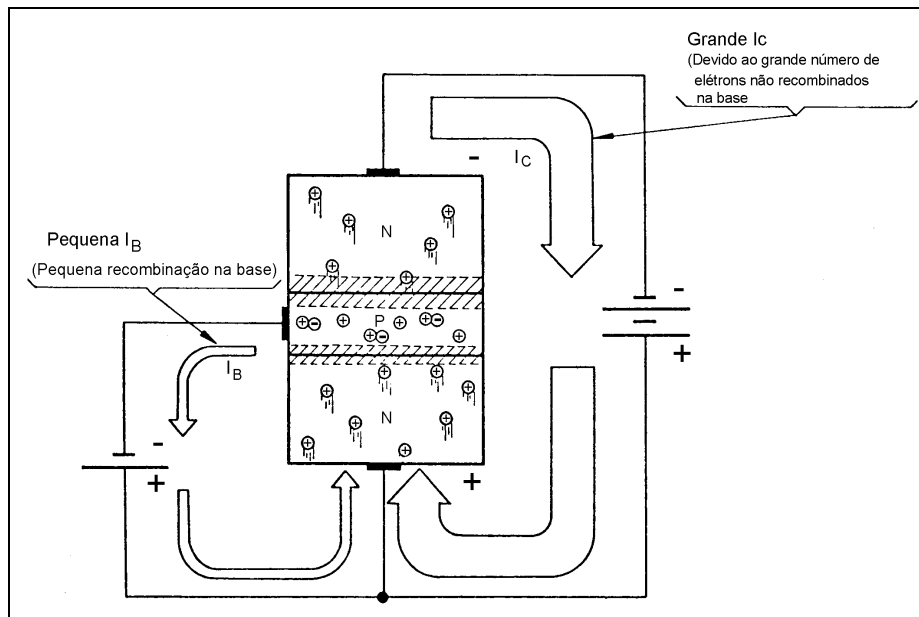 Grande Ic
(Devido ao grande número de
elétrons não recombinados
na base
-
I C
N
Pequena I B
(Pequena recombinação na base)
P
-
+
I B
N
-
+
+